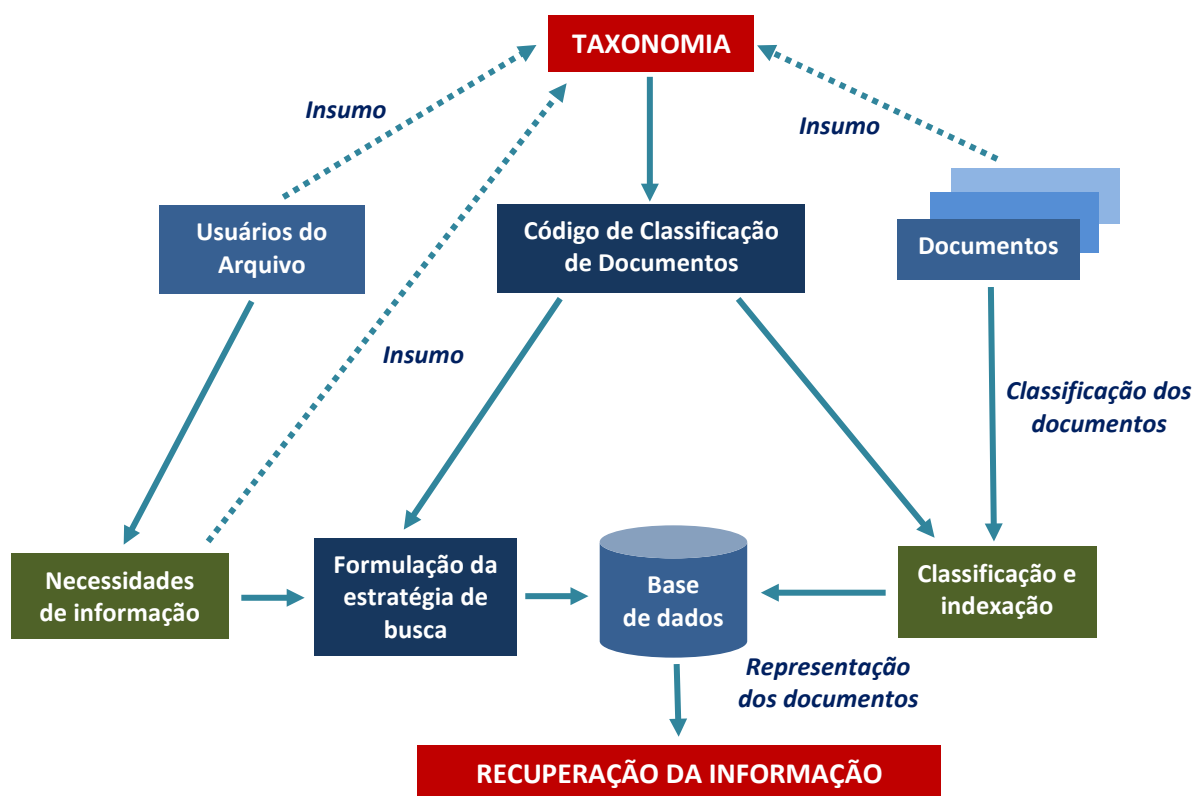 TAXONOMIA
Insumo
Insumo
Usuários do
Arquivo
Código de Classificação
de Documentos
Documentos
Insumo
Classificação dos
documentos
Necessidades
de informação
Formulação da
estratégia de
busca
Base
de dados
Classificação e
indexação
Representação
dos documentos
RECUPERAÇÃO DA INFORMAÇÃO